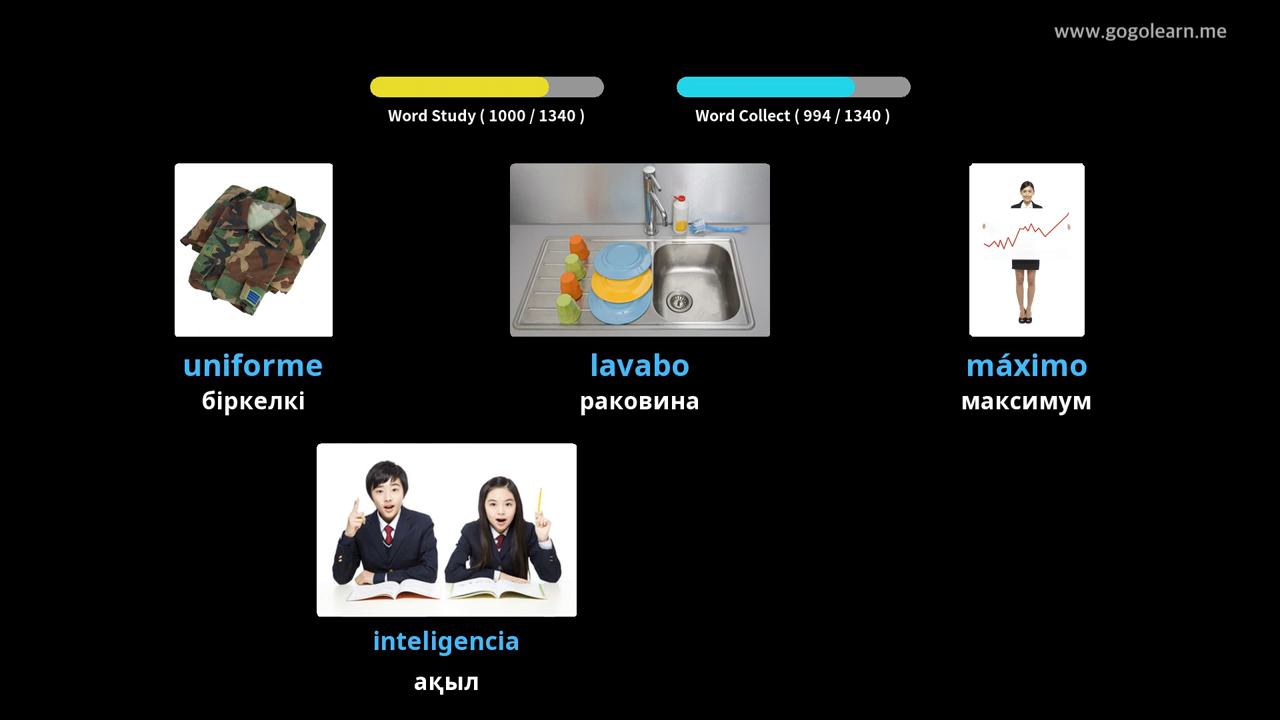 www.gogolearn.me
Word Study ( 1000 / 1340 )
Word Collect ( 994 / 1340 )
uniforme
біркелкі
lavabo
раковина
máximo
максимум
inteligencia
ақыл